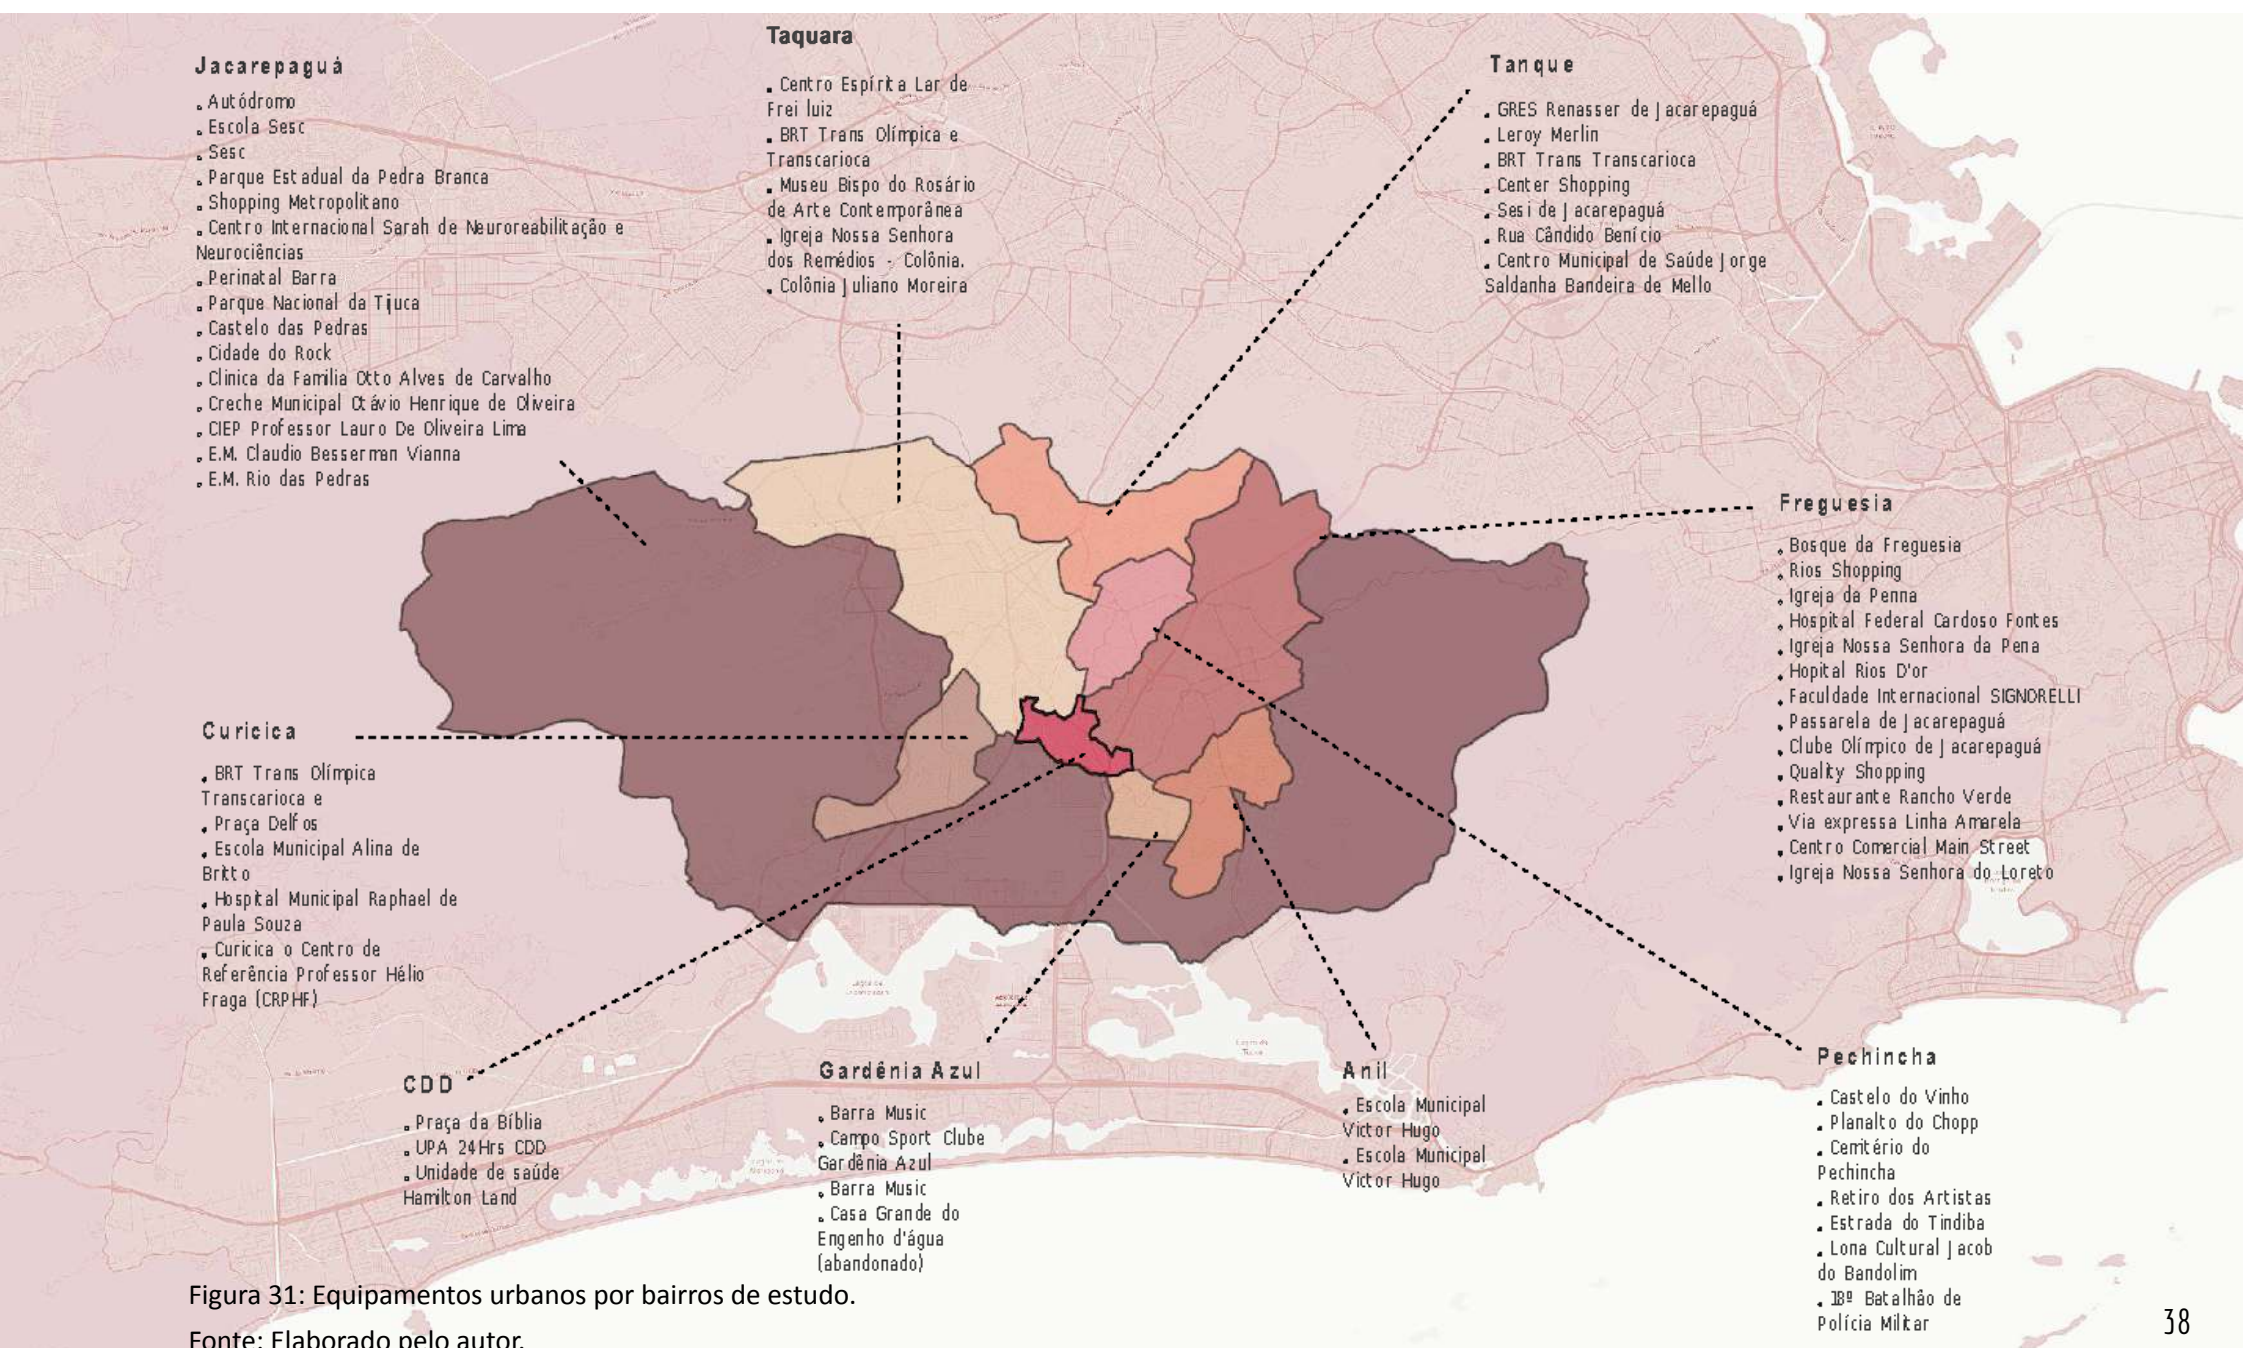 Jacarepaguá
. Autódromo
. Escola Sesc
. Sesc
. Parque Estadual da Pedra Branca
. Shopping Metropolitano
. Centro Internacional Sarah de Neuroreabilitação e
Neurociências
. Perinatal Barra
. Parque Nacional da Tijuca
. Castelo das Pedras
. Cidade do Rock
. Clinica da Familia Otto Alves de Carvalho
. Creche Municipal Otávio Henrique de Oliveira
. CIEP Professor Lauro De Oliveira Lima
. E.M. Claudio Besserman Vianna
. E.M. Rio das Pedras
Taquara
. Centro Espírita Lar de
Frei luiz
. BRT Trans Olímpica e
Transcarioca
. Museu Bispo do Rosário
de Arte Contemporânea
. Igreja Nossa Senhora
dos Remédios - Colônia.
. Colônia Juliano Moreira
Tanque
. GRES Renasser de Jacarepaguá
. Leroy Merlin
. BRT Trans Transcarioca
. Center Shopping
. Sesi de Jacarepaguá
. Rua Cândido Benício
. Centro Municipal de Saúde Jorge
Saldanha Bandeira de Mello
Freguesia
. Bosque da Freguesia
. Rios Shopping
. Igreja da Penna
. Hospital Federal Cardoso Fontes
. Igreja Nossa Senhora da Pena
. Hopital Rios D'or
. Faculdade Internacional SIGNORELLI
. Passarela de Jacarepaguá
. Clube Olímpico de Jacarepaguá
. Quality Shopping
. Restaurante Rancho Verde
. Via expressa Linha Amarela
. Centro Comercial Main Street
. Igreja Nossa Senhora do Loreto
Curicica
. BRT Trans Olímpica
Transcarioca e
. Praça Delfos
. Escola Municipal Alina de
Britto
. Hospital Municipal Raphael de
Paula Souza
. Curicica o Centro de
Referência Professor Hélio
Fraga (CRPHF)
CDD
. Praça da Bíblia
. UPA 24Hrs CDD
. Unidade de saúde
Hamilton Land
Gardênia Azul
. Barra Music
. Campo Sport Clube
Gardênia Azul
. Barra Music
. Casa Grande do
Engenho d'água
(abandonado)
Anil
. Escola Municipal
Victor Hugo
. Escola Municipal
Victor Hugo
Pechincha
. Castelo do Vinho
. Planalto do Chopp
. Cemitério do
Pechincha
. Retiro dos Artistas
. Estrada do Tindiba
. Lona Cultural Jacob
do Bandolim
. 18º Batalhão de
Polícia Militar
Figura 31: Equipamentos urbanos por bairros de estudo.
Fonte: Elaborado pelo autor.
38